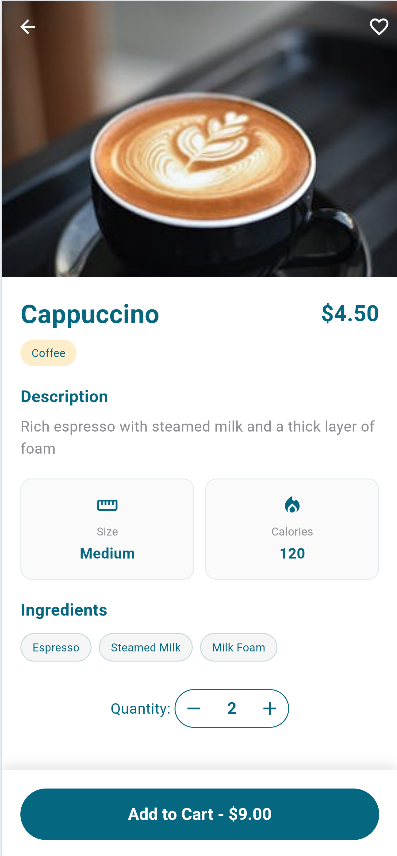 Cappuccino
$4.50
Coffee
Description
Rich espresso with steamed milk and a thick layer of
foam
Size
Medium
Calories
120
Ingredients
Espresso
Steamed Milk
Milk Foam
Quantity:
2
Add to Cart - $9.00